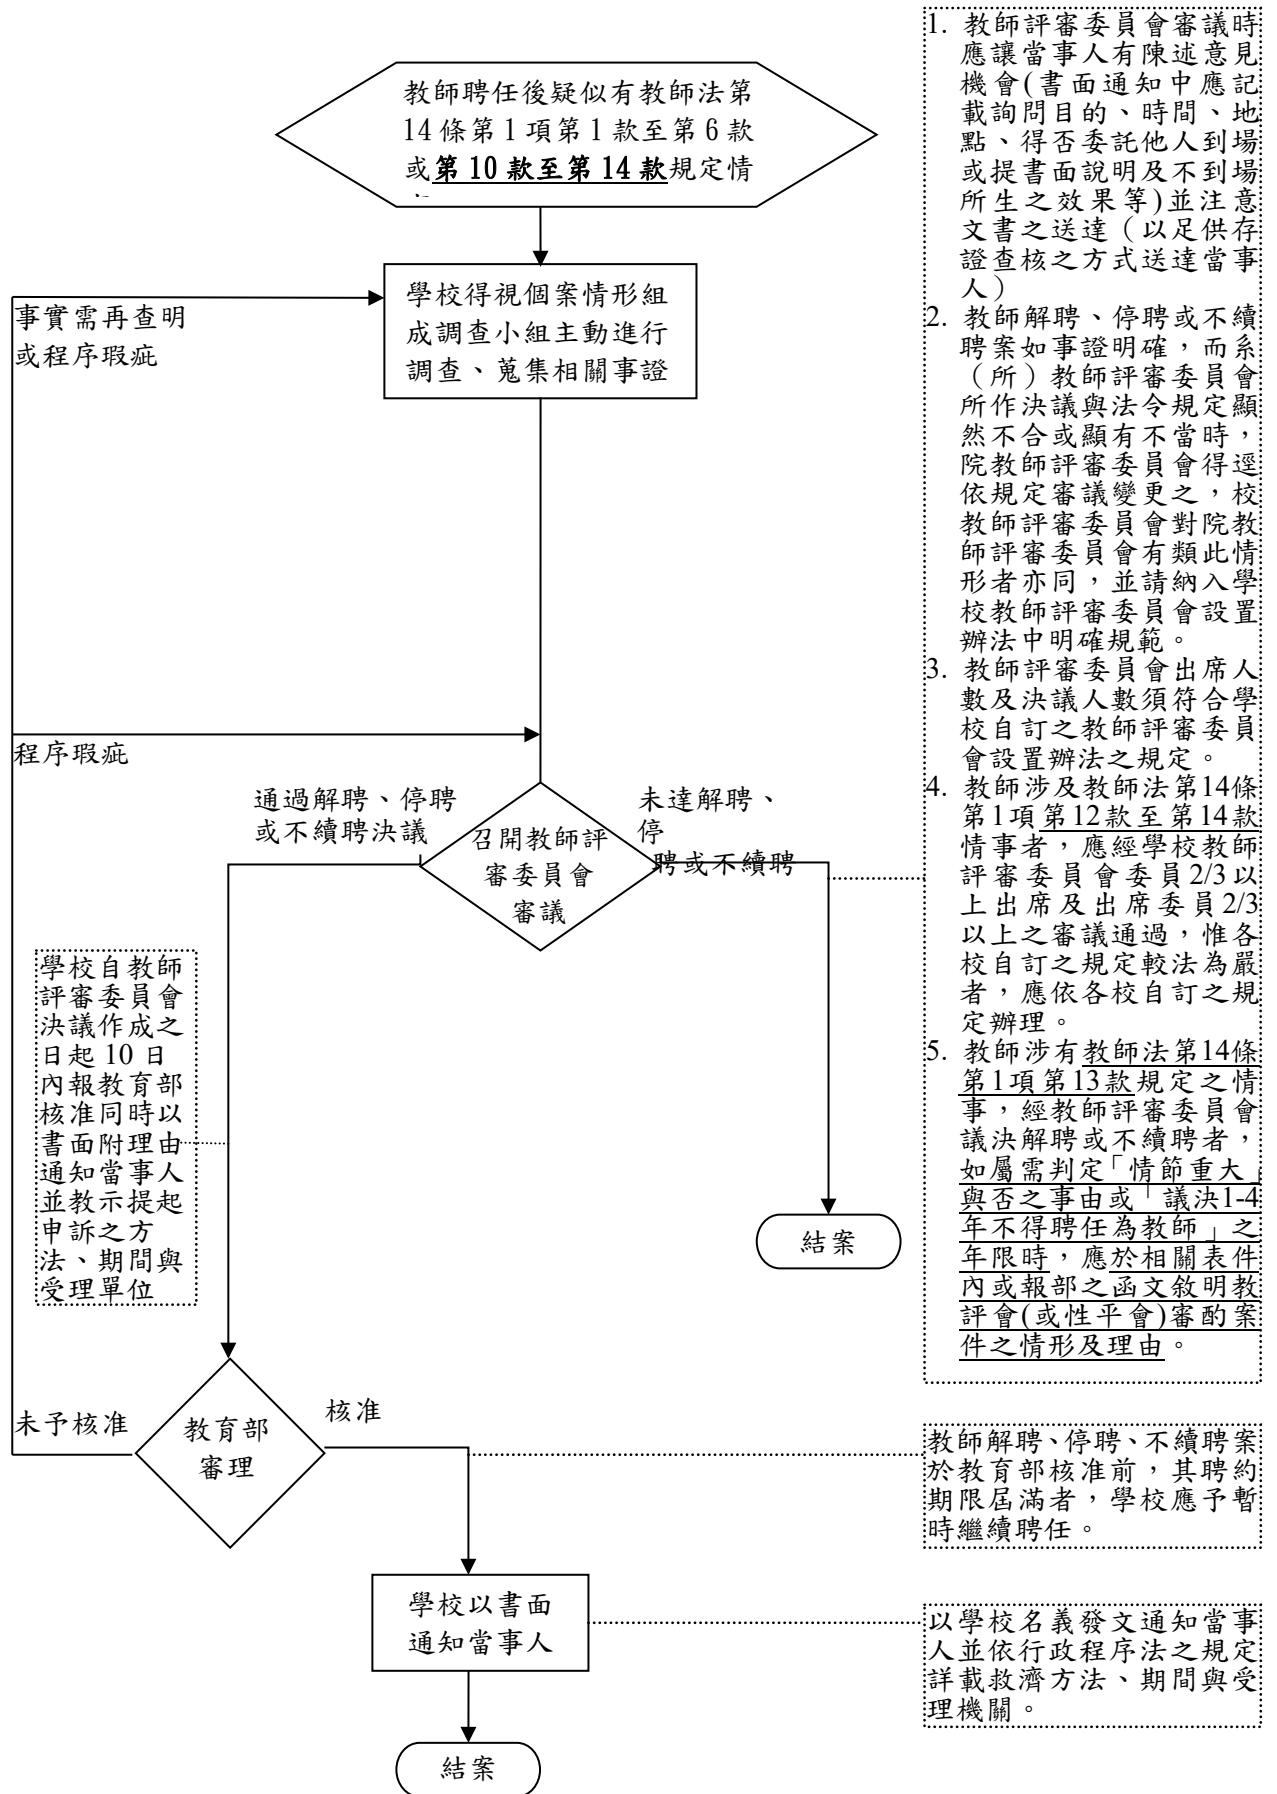 教師聘任後疑似有教師法第
14 條第 1 項第 1 款至第 6 款
或第 10 款至第 14 款規定情
學校得視個案情形組
成調查小組主動進行
調查、蒐集相關事證
事實需再查明
或程序瑕疵
程序瑕疵
通過解聘、停聘
或不續聘決議
未達解聘、
停
聘或不續聘
召開教師評
審委員會
審議
學校自教師
評審委員會
決議作成之
日起 10 日
內報教育部
核准同時以
書面附理由
通知當事人
並教示提起
申訴之方
法、期間與
受理單位
結案
未予核准
教育部
審理
核准
學校以書面
通知當事人
結案
1. 教師評審委員會審議時
應讓當事人有陳述意見
機會(書面通知中應記
載詢問目的、時間、地
點、得否委託他人到場
或提書面說明及不到場
所生之效果等)並注意
文書之送達（以足供存
證查核之方式送達當事
人）
2. 教師解聘、停聘或不續
聘案如事證明確，而系
（所）教師評審委員會
所作決議與法令規定顯
然不合或顯有不當時，
院教師評審委員會得逕
依規定審議變更之，校
教師評審委員會對院教
師評審委員會有類此情
形者亦同，並請納入學
校教師評審委員會設置
辦法中明確規範。
3. 教師評審委員會出席人
數及決議人數須符合學
校自訂之教師評審委員
會設置辦法之規定。
4. 教師涉及教師法第14條
第1項第12款至第14款
情事者，應經學校教師
評審委員會委員2/3以
上出席及出席委員2/3
以上之審議通過，惟各
校自訂之規定較法為嚴
者，應依各校自訂之規
定辦理。
5. 教師涉有教師法第14條
第1項第13款規定之情
事，經教師評審委員會
議決解聘或不續聘者，
如屬需判定「情節重大」
與否之事由或「議決1-4
年不得聘任為教師」之
年限時，應於相關表件
內或報部之函文敘明教
評會(或性平會)審酌案
件之情形及理由。
教師解聘、停聘、不續聘案
於教育部核准前，其聘約
期限屆滿者，學校應予暫
時繼續聘任。
以學校名義發文通知當事
人並依行政程序法之規定
詳載救濟方法、期間與受
理機關。